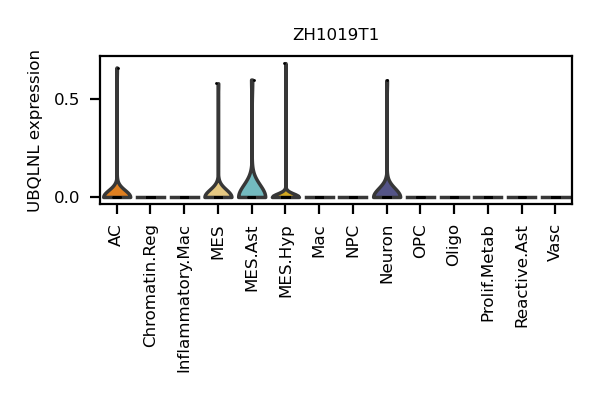 ZH1019T1
UBQLNL expression
0.5
0.0
AC
Chromatin.Reg
Inflammatory.Mac
MES
MES.Ast
MES.Hyp
Mac
NPC
Neuron
OPC
Oligo
Prolif.Metab
Reactive.Ast
Vasc